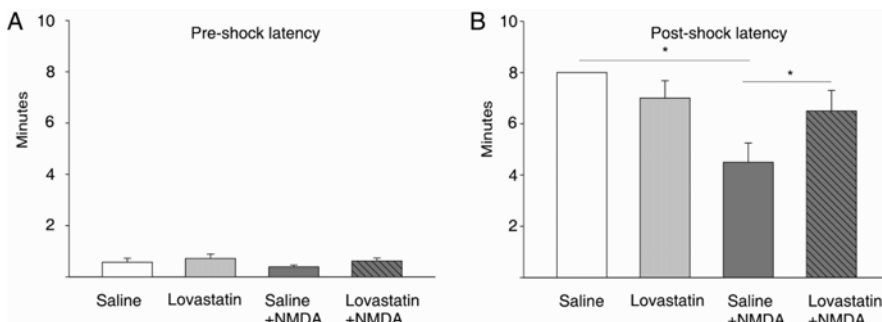 A
Pre-shock latency
10
8
6
4
2
Minutes
Saline
Lovastatin
Saline
+NMDA
Lovastatin
+NMDA
B
Post-shock latency
10
8
6
4
2
Minutes
*
*
Saline
Lovastatin
Saline
+NMDA
Lovastatin
+NMDA